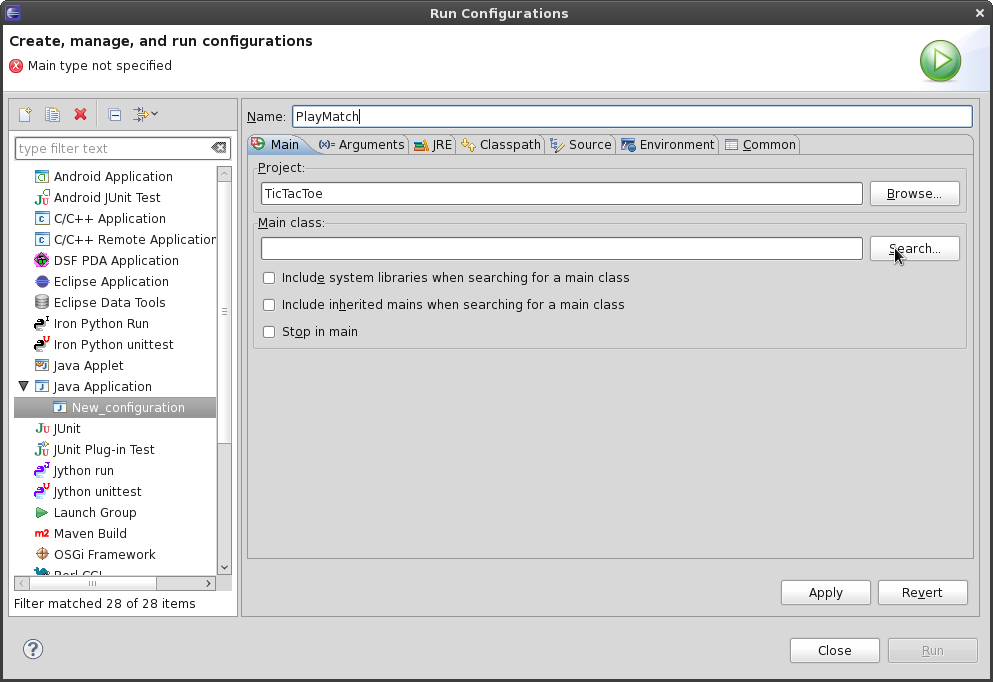 Run Configurations
Create, manage, and run configurations
Main type not specified
type filter text
Android Application
Android JUnit Test
C/C++ Application
C/C++ Remote Application
DSF PDA Application
Eclipse Application
Eclipse Data Tools
Iron Python Run
Iron Python unittest
Java Applet
Java Application
New_configuration
JUnit
JUnit Plug-in Test
Jython run
Jython unittest
Launch Group
m2 Maven Build
OSGi Framework
Filter matched 28 of 28 items
Name: PlayMatch
Main (x)= Arguments JRE Classpath Source Environment Common
Project:
TicTacToe Browse...
Main class:
Search...
Include system libraries when searching for a main class
Include inherited mains when searching for a main class
Stop in main
Apply Revert
? Close Run